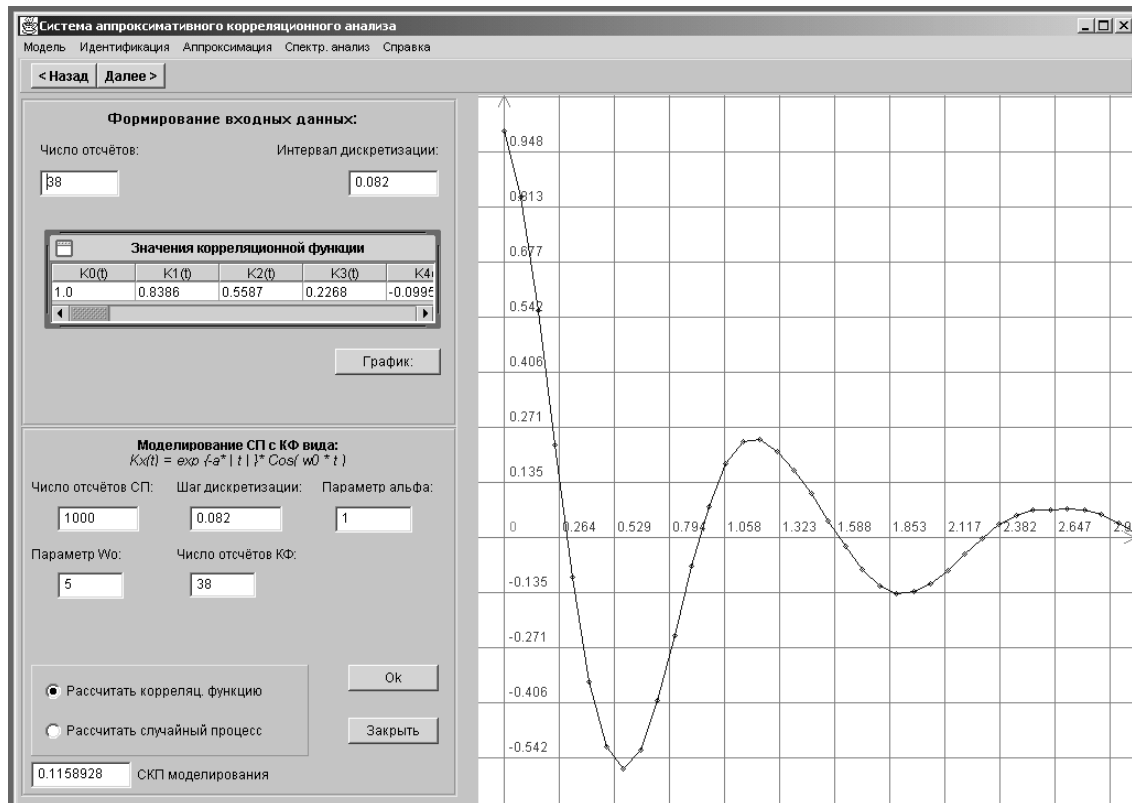 Система аппроксимативного корреляционного анализа
Модель Идентификация Аппроксимация Спектр. анализ Справка
< Назад Далее >
Формирование входных данных:
Число отсчётов: Интервал дискретизации:
38 0.082
Значения корреляционной функции
K0(t) K1(t) K2(t) K3(t) K4(
1.0 0.8386 0.5587 0.2268 -0.0995
График:
Моделирование СП с КФ вида:
Kx(t) = exp {-a* | t | }* Cos( w0 * t )
Число отсчётов СП: Шаг дискретизации: Параметр альфа:
1000 0.082 1
Параметр Wo: Число отсчётов КФ:
5 38
Рассчитать корреляц. функцию
Ok
Рассчитать случайный процесс
Закрыть
0.1158928 СКП моделирования
0.948
0.813
0.677
0.542
0.406
0.271
0.135
0 0.264 0.529 0.794 1.058 1.323 1.588 1.853 2.117 2.382 2.647 2.9
-0.135
-0.271
-0.406
-0.542